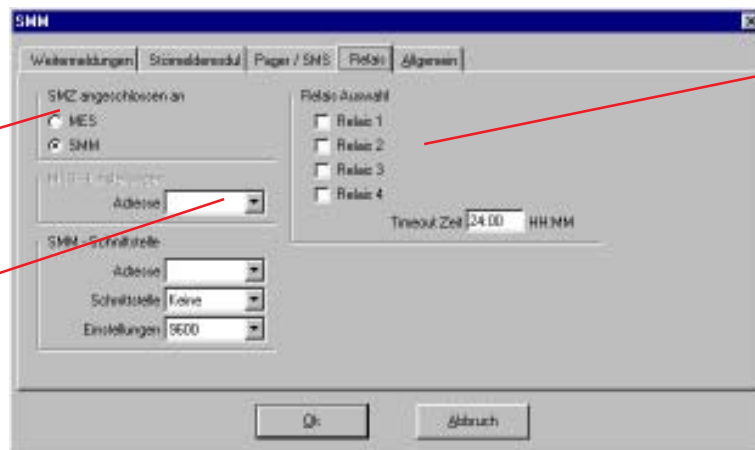 SMM
Weitermeldungen Störmeldemodul Pager / SMS Relais Allgemein
SMZ angeschlossen an
MES
SMM
Adresse
SMM - Schnittstelle
Adresse
Schnittstelle Keine
Einstellungen 9600
Relais Auswahl
Relais 1
Relais 2
Relais 3
Relais 4
Timeout Zeit 24:00 HH:MM
Ok Abbruch